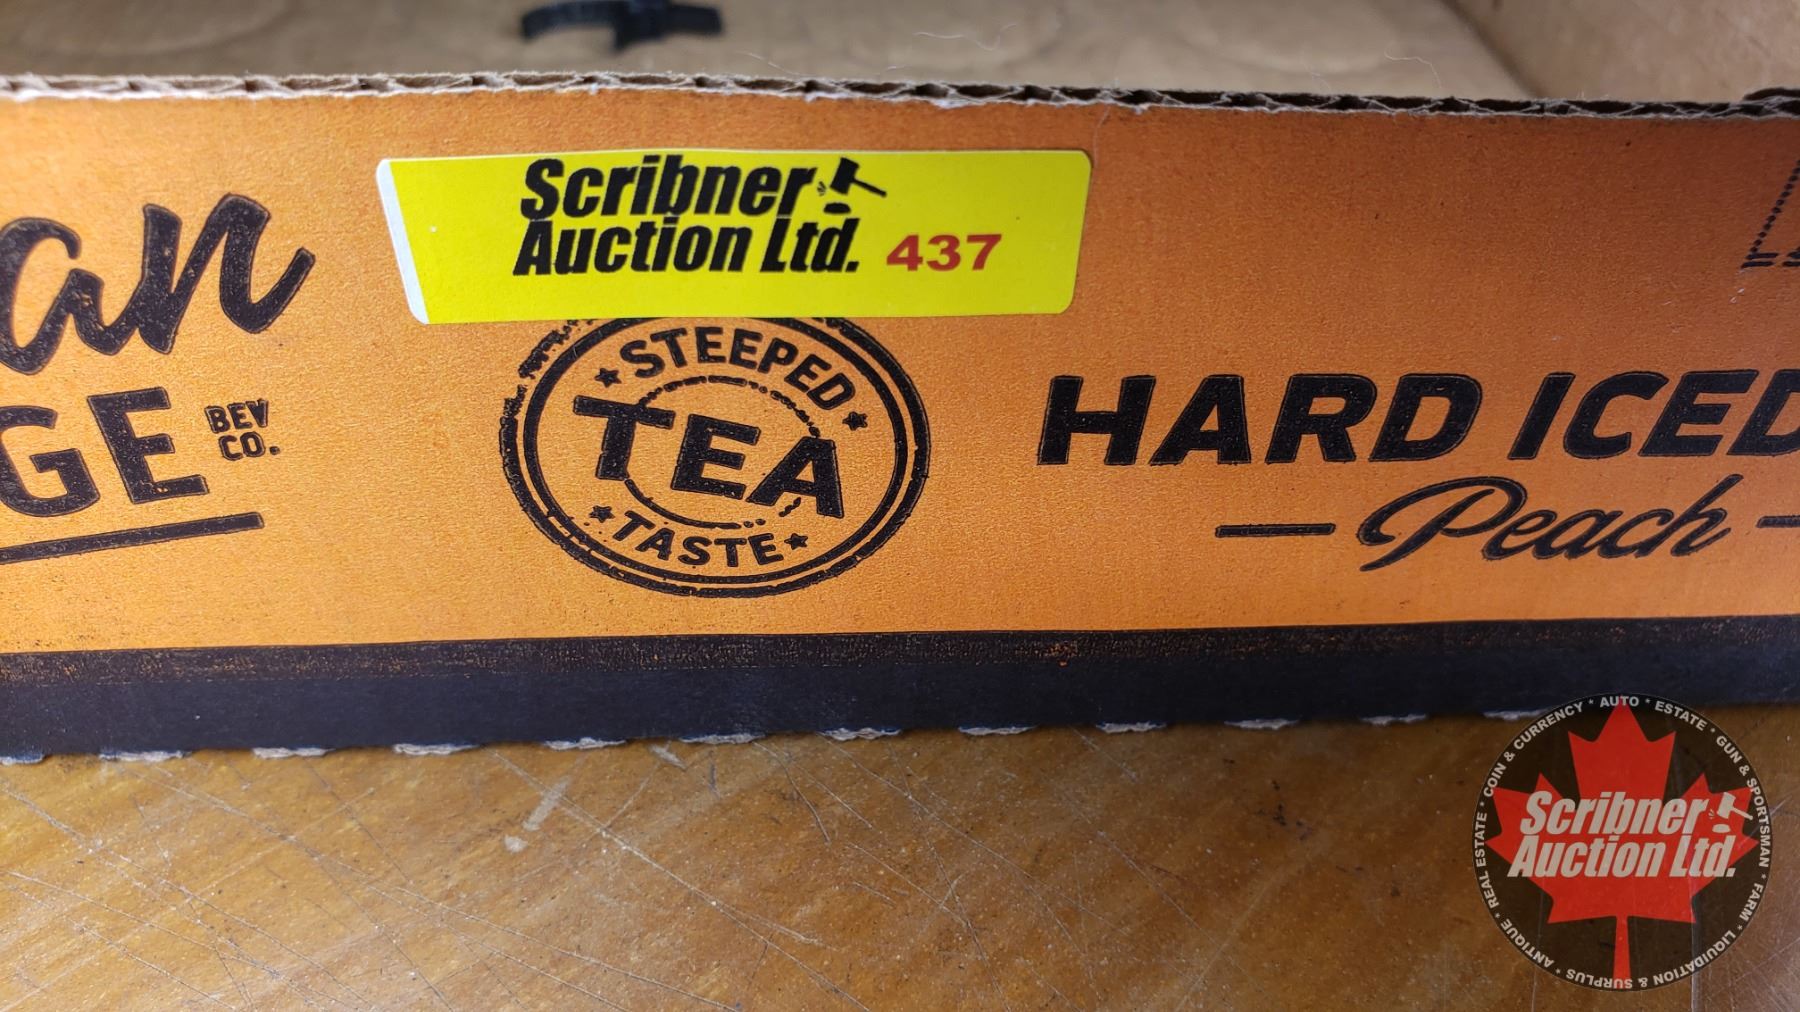 Scribner
Auction Ltd. 437
an
GE BEV
CO.
STEEPED
TEA
TASTE
HARD ICED
Peach
COIN & CURRENCY * AUTO * ESTATE * GUN & SPORTSMAN * FARM * LIQUIDATION & SURPLUS * ANTIQUE * REAL ESTATE *
Scribner
Auction Ltd.